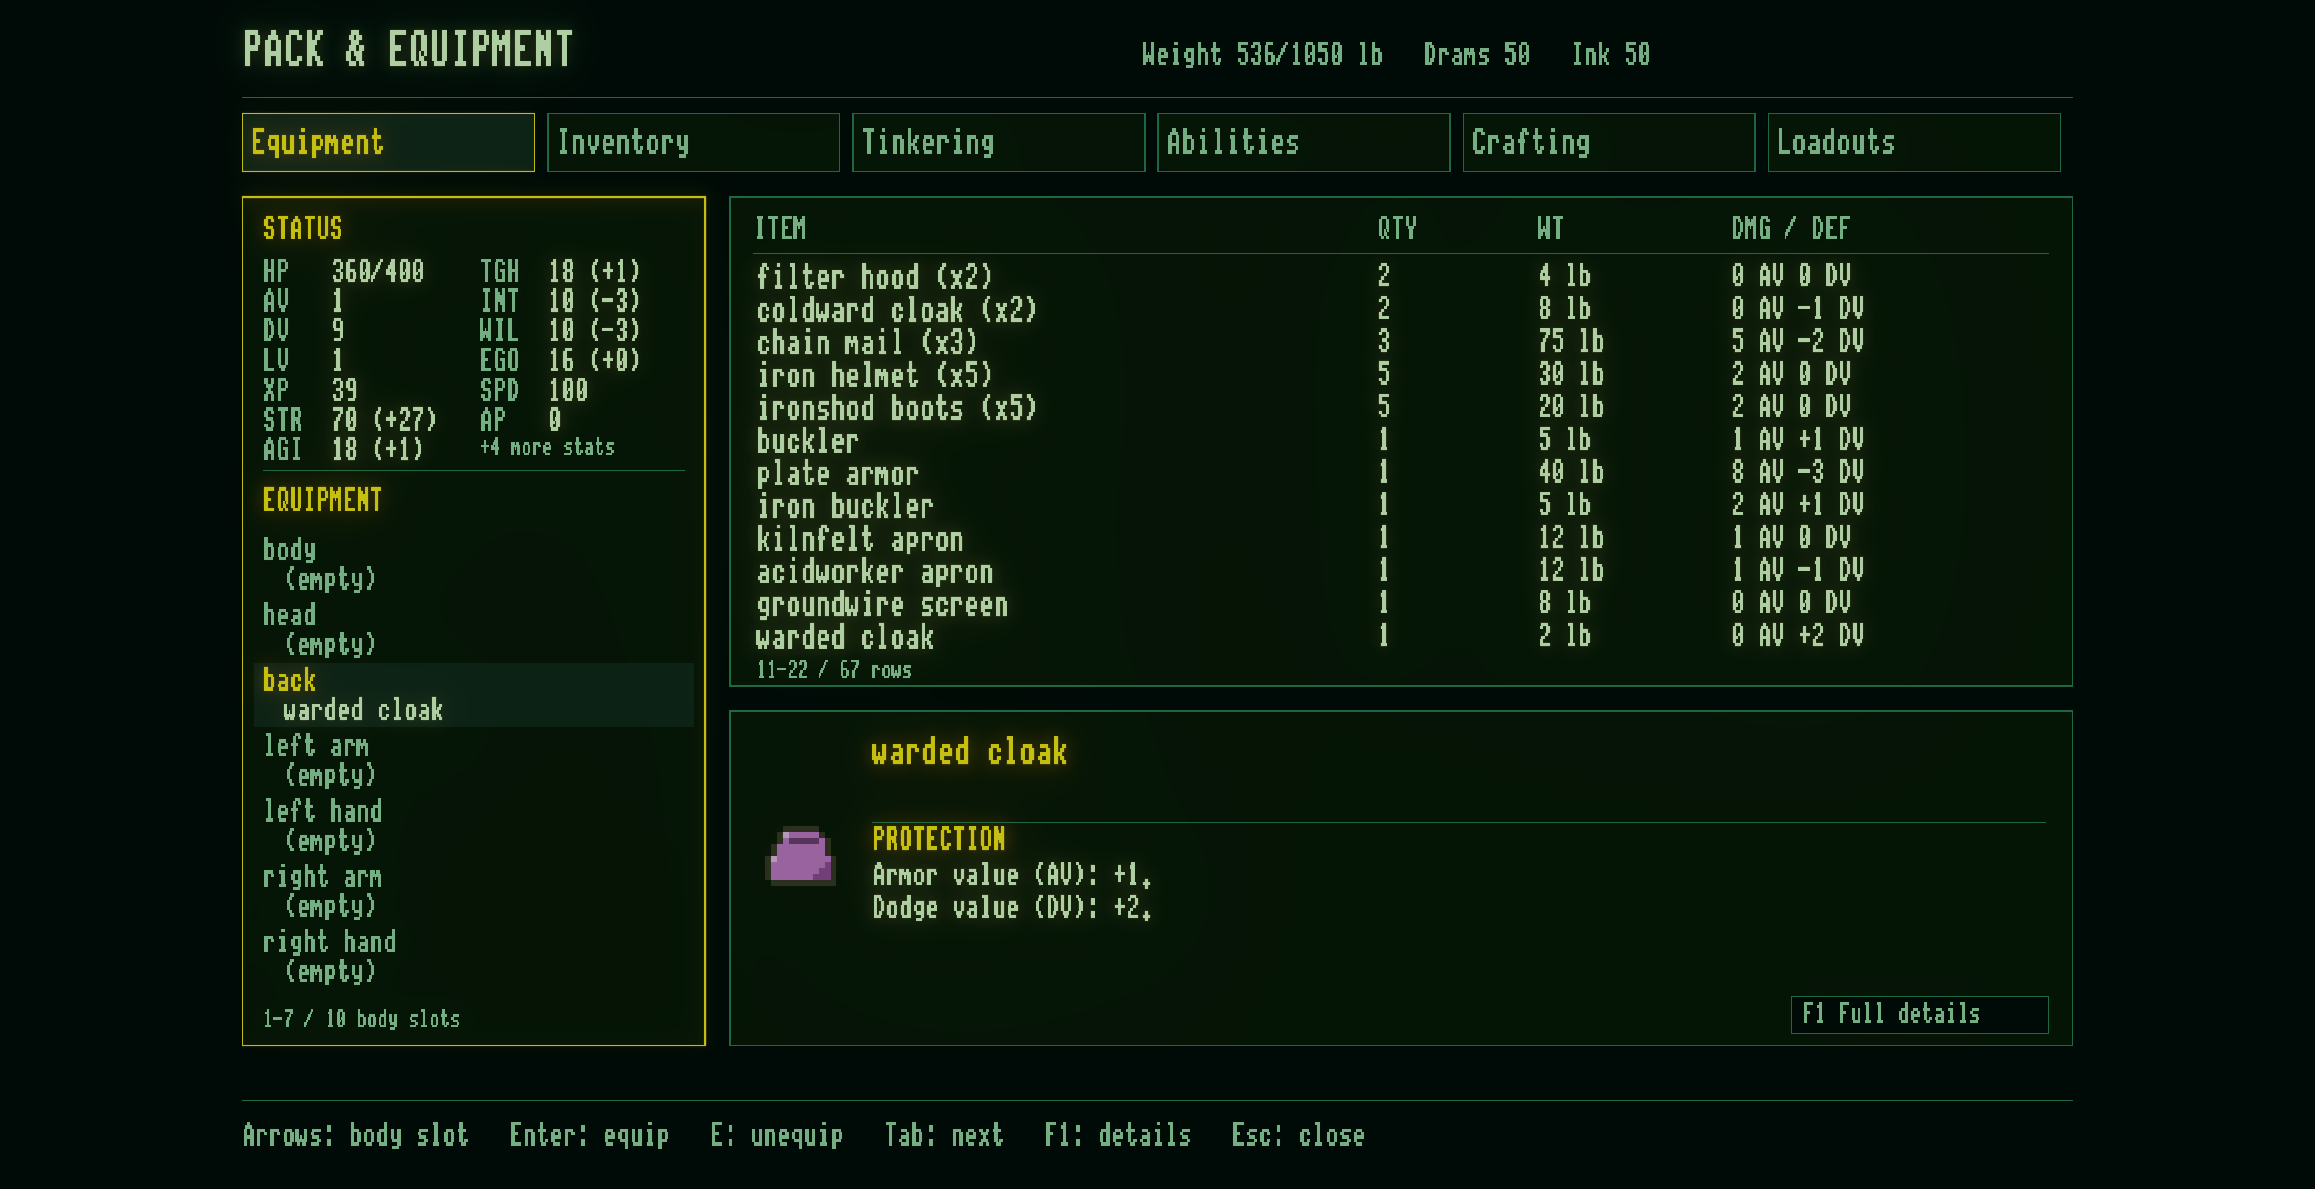 PACK & EQUIPMENT
Weight 536/1050 lb Drams 50 Ink 50
Equipment Inventory Tinkering Abilities Crafting Loadouts
STATUS
HP 360/400 TGH 18 (+1)
AV 1 INT 10 (-3)
DV 9 WIL 10 (-3)
LV 1 EGO 16 (+0)
XP 39 SPD 100
STR 70 (+27) AP 0
AGI 18 (+1) +4 more stats
EQUIPMENT
body
(empty)
head
(empty)
back
warded cloak
left arm
(empty)
left hand
(empty)
right arm
(empty)
right hand
(empty)
1-7 / 10 body slots
ITEM QTY WT DMG / DEF
filter hood (x2) 2 4 lb 0 AV 0 DV
coldward cloak (x2) 2 8 lb 0 AV -1 DV
chain mail (x3) 3 75 lb 5 AV -2 DV
iron helmet (x5) 5 30 lb 2 AV 0 DV
ironshod boots (x5) 5 20 lb 2 AV 0 DV
buckler 1 5 lb 1 AV +1 DV
plate armor 1 40 lb 8 AV -3 DV
iron buckler 1 5 lb 2 AV +1 DV
kilnfelt apron 1 12 lb 1 AV 0 DV
acidworker apron 1 12 lb 1 AV -1 DV
groundwire screen 1 8 lb 0 AV 0 DV
warded cloak 1 2 lb 0 AV +2 DV
11-22 / 67 rows
warded cloak
PROTECTION
Armor value (AV): +1.
Dodge value (DV): +2.
F1 Full details
Arrows: body slot Enter: equip E: unequip Tab: next F1: details Esc: close